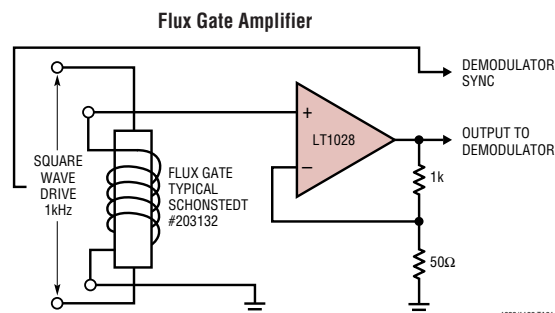 Flux Gate Amplifier
DEMODULATOR
SYNC
+
LT1028
–
OUTPUT TO
DEMODULATOR
SQUARE
WAVE
DRIVE
1kHz
FLUX GATE
TYPICAL
SCHONSTEDT
#203132
1k
50Ω